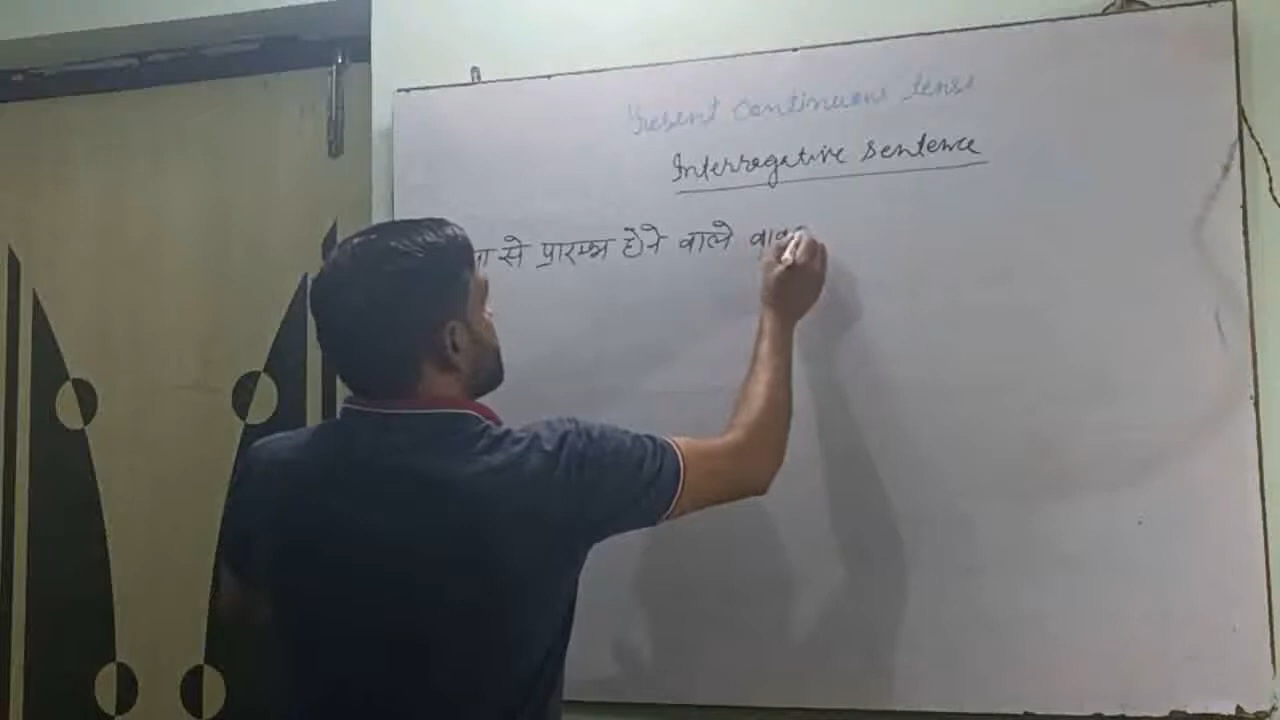 Present Continuous tense
Interrogative Sentence
से प्रारम्भ होने वाले